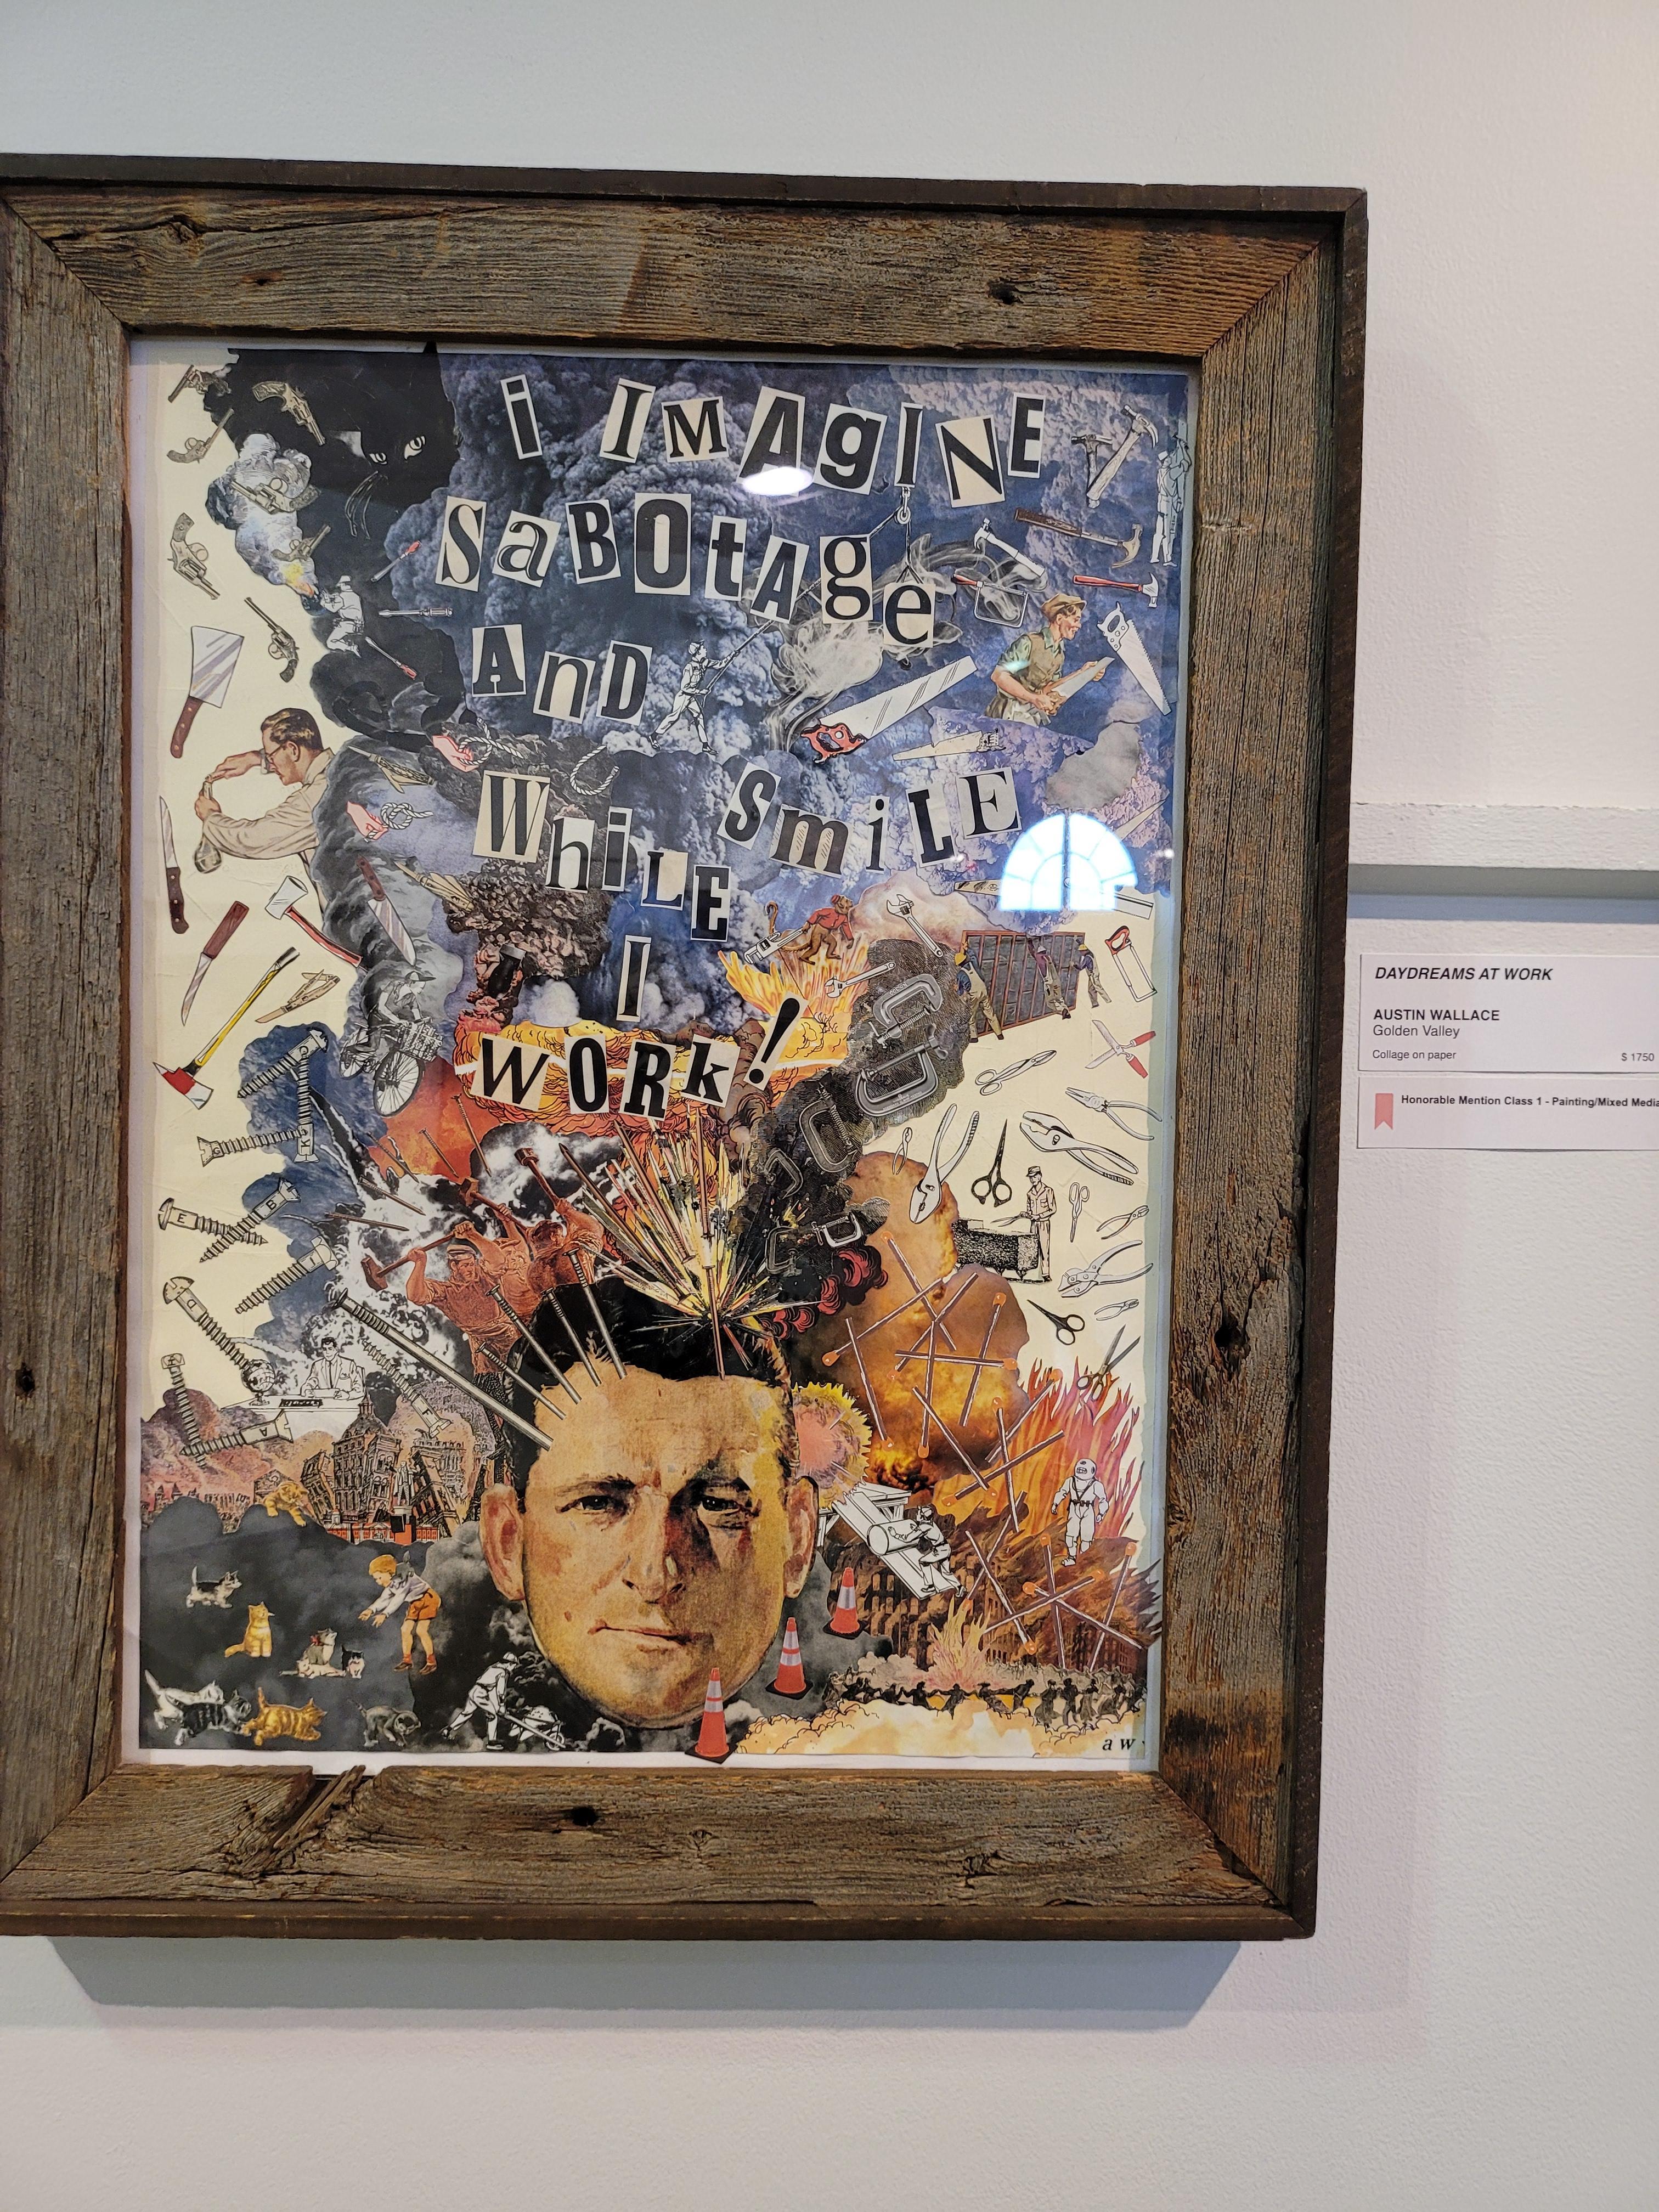 i IMAgINE
SaBOtAge
AnD
WhiLE SmiLE
I
WORk!
a w
DAYDREAMS AT WORK
AUSTIN WALLACE
Golden Valley
Collage on paper $ 1750
Honorable Mention Class 1 - Painting/Mixed Media